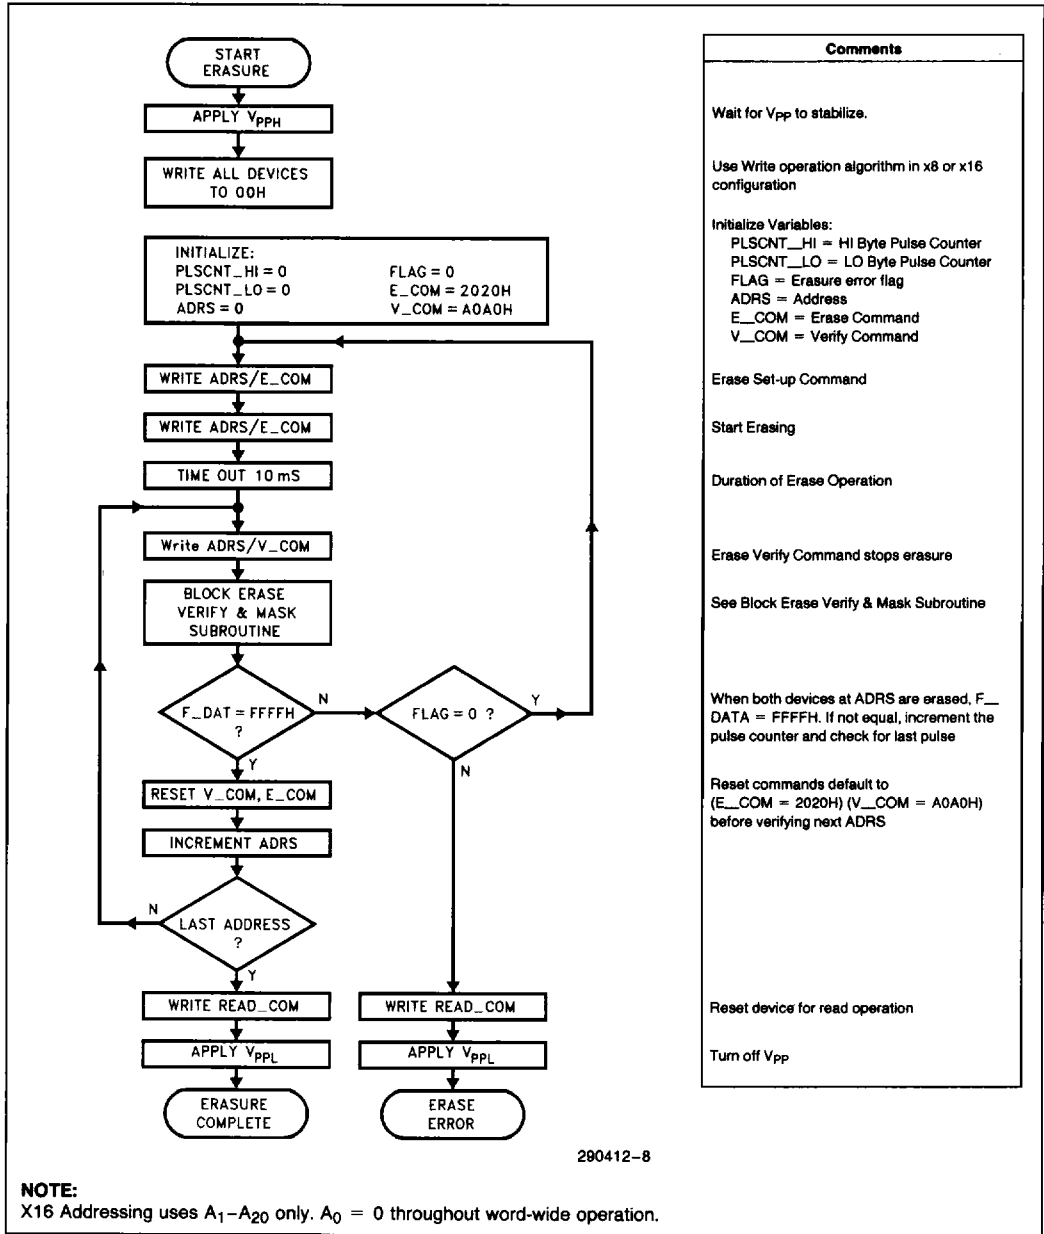 START
ERASURE
APPLY VPPH
WRITE ALL DEVICES
TO 00H
INITIALIZE:
PLSCNT_HI = 0
PLSCNT_LO = 0
ADRS = 0
FLAG = 0
E_COM = 2020H
V_COM = A0A0H
WRITE ADRS/E_COM
WRITE ADRS/E_COM
TIME OUT 10 mS
Write ADRS/V_COM
BLOCK ERASE
VERIFY & MASK
SUBROUTINE
F_DAT = FFFFH
?
N
Y
FLAG = 0 ?
Y
N
RESET V_COM, E_COM
INCREMENT ADRS
LAST ADDRESS
?
N
Y
WRITE READ_COM
APPLY VPPL
ERASURE
COMPLETE
WRITE READ_COM
APPLY VPPL
ERASE
ERROR
Comments
Wait for VPP to stabilize.
Use Write operation algorithm in x8 or x16
configuration
Initialize Variables:
PLSCNT__HI = HI Byte Pulse Counter
PLSCNT__LO = LO Byte Pulse Counter
FLAG = Erasure error flag
ADRS = Address
E__COM = Erase Command
V__COM = Verify Command
Erase Set-up Command
Start Erasing
Duration of Erase Operation
Erase Verify Command stops erasure
See Block Erase Verify & Mask Subroutine
When both devices at ADRS are erased, F__
DATA = FFFFH. If not equal, increment the
pulse counter and check for last pulse
Reset commands default to
(E__COM = 2020H) (V__COM = A0A0H)
before verifying next ADRS
Reset device for read operation
Turn off VPP
290412–8
NOTE:
X16 Addressing uses A1–A20 only. A0 = 0 throughout word-wide operation.